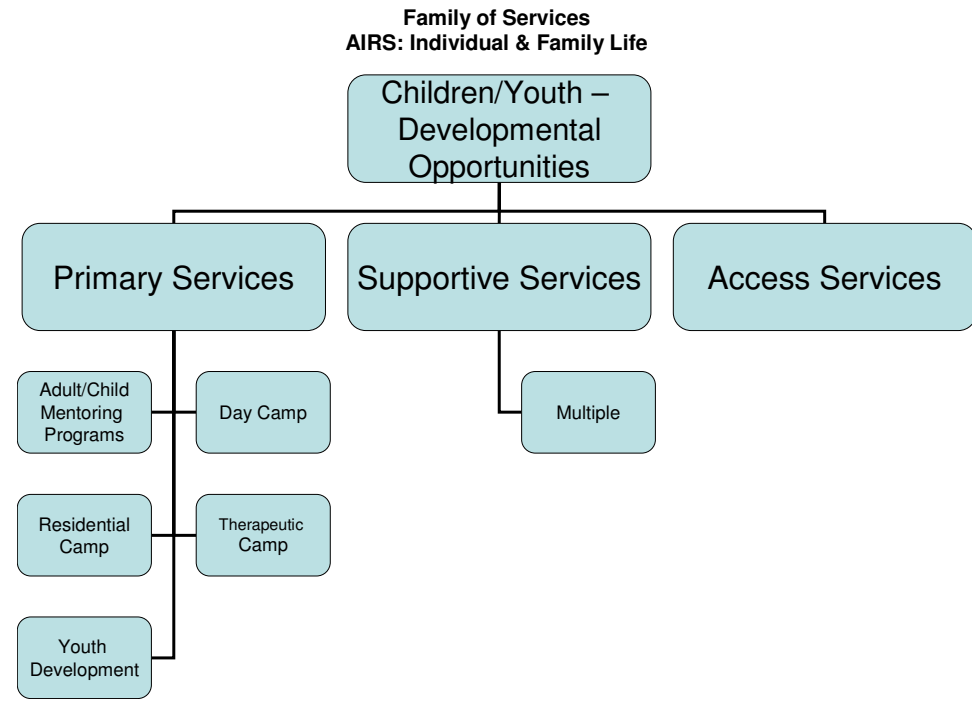 Family of Services
AIRS: Individual & Family Life
Children/Youth –
Developmental
Opportunities
Primary Services
Supportive Services
Access Services
Adult/Child
Mentoring
Programs
Day Camp
Multiple
Residential
Camp
Therapeutic
Camp
Youth
Development